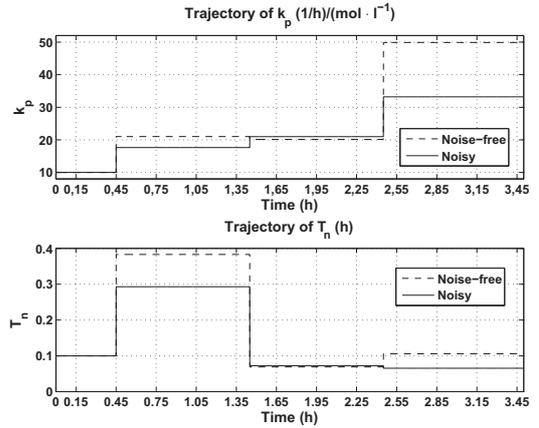 Trajectory of k_p (1/h)/(mol · l⁻¹)
50
40
30
20
10
k_p
Noise−free
Noisy
0 0,15 0,45 0,75 1,05 1,35 1,65 1,95 2,25 2,55 2,85 3,15 3,45
Time (h)
Trajectory of T_n (h)
0.4
0.3
0.2
0.1
0
T_n
Noise−free
Noisy
0 0.15 0.45 0.75 1.05 1.35 1.65 1.95 2.25 2.55 2.85 3.15 3.45
Time (h)